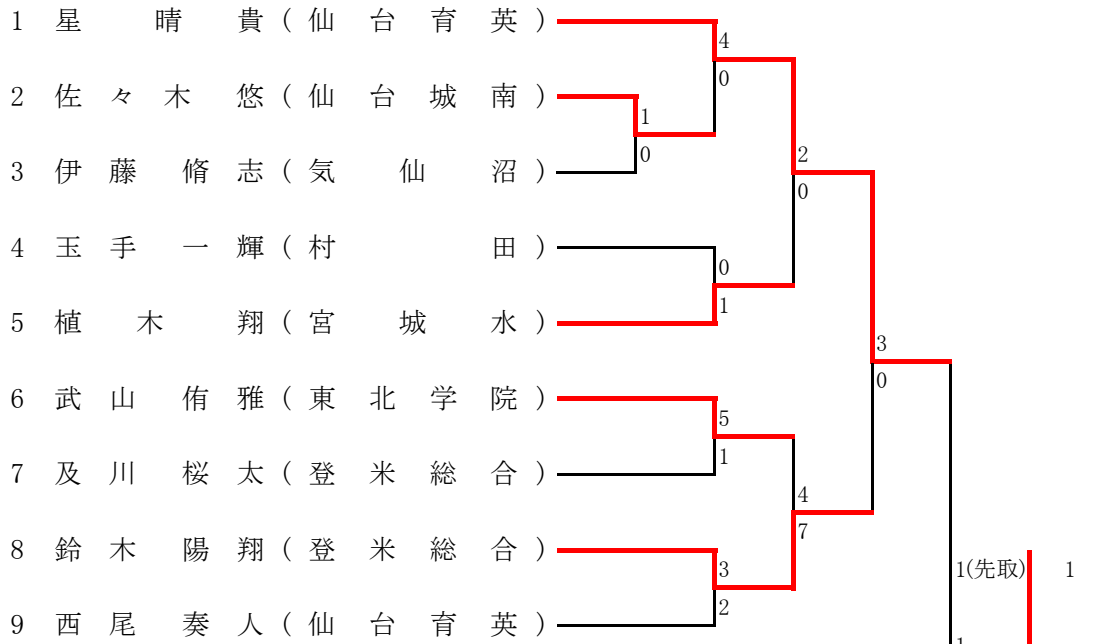 1 星 晴 貴 ( 仙 台 育 英 )
4
0
2 佐 々 木 悠 ( 仙 台 城 南 )
1
0
3 伊 藤 脩 志 ( 気 仙 沼 )
2
0
4 玉 手 一 輝 ( 村 田 )
0
1
5 植 木 翔 ( 宮 城 水 )
3
0
6 武 山 侑 雅 ( 東 北 学 院 )
5
1
7 及 川 桜 太 ( 登 米 総 合 )
4
7
8 鈴 木 陽 翔 ( 登 米 総 合 )
3
2
1(先取) 1
9 西 尾 奏 人 ( 仙 台 育 英 )
1